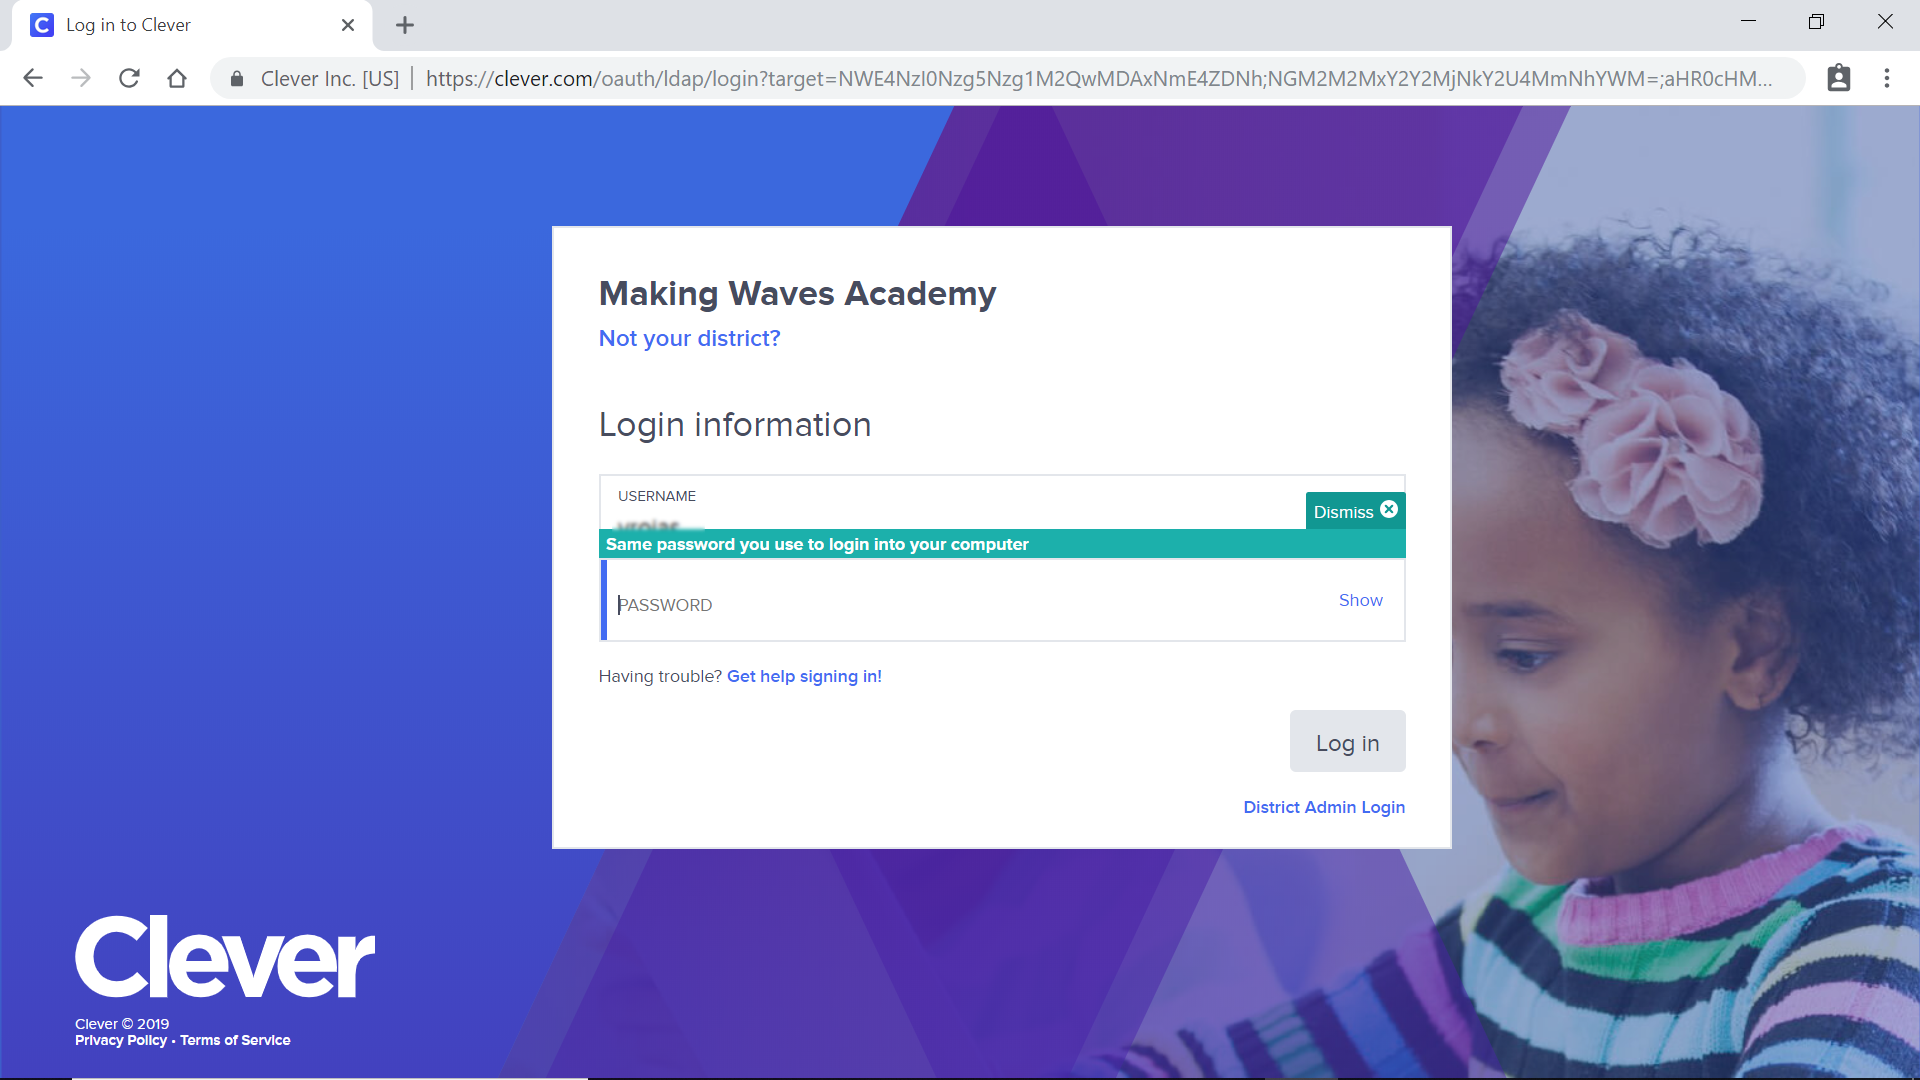 Log in to Clever
Clever Inc. [US] | https://clever.com/oauth/ldap/login?target=NWE4NzI0Nzg5Nzg1M2QwMDAxNmE4ZDNh;NGM2M2MxY2Y2MjNkY2U4MmNhYWM=;aHR0cHM...
Making Waves Academy
Not your district?
Login information
USERNAME
Dismiss
Same password you use to login into your computer
PASSWORD
Show
Having trouble? Get help signing in!
Log in
District Admin Login
Clever
Clever © 2019
Privacy Policy • Terms of Service